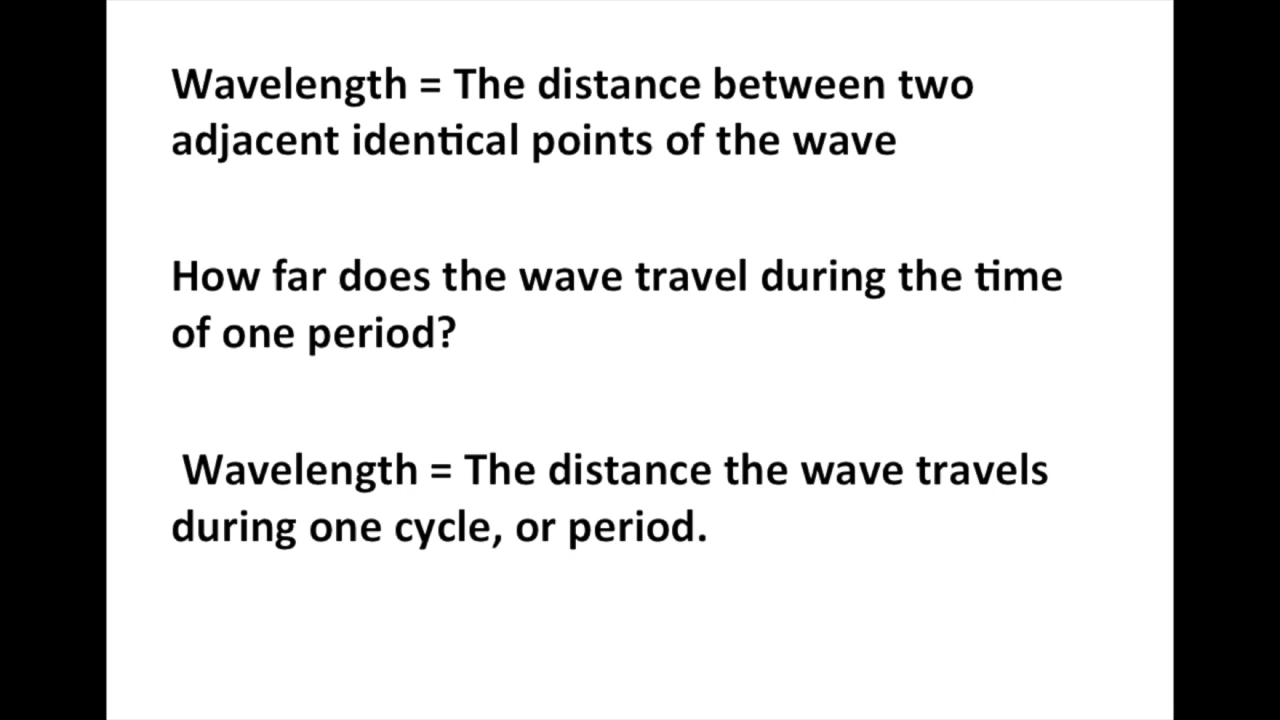 Wavelength = The distance between two
adjacent identical points of the wave
How far does the wave travel during the time
of one period?
Wavelength = The distance the wave travels
during one cycle, or period.